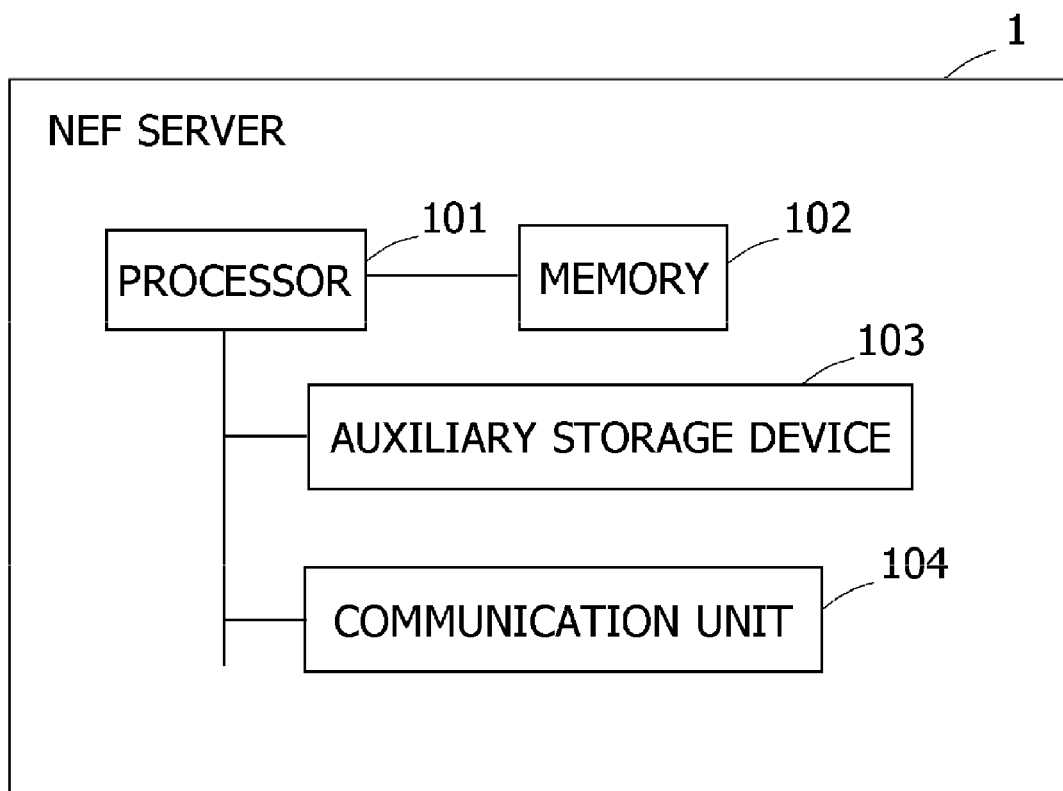 1
NEF SERVER
101
102
PROCESSOR
MEMORY
103
AUXILIARY STORAGE DEVICE
104
COMMUNICATION UNIT